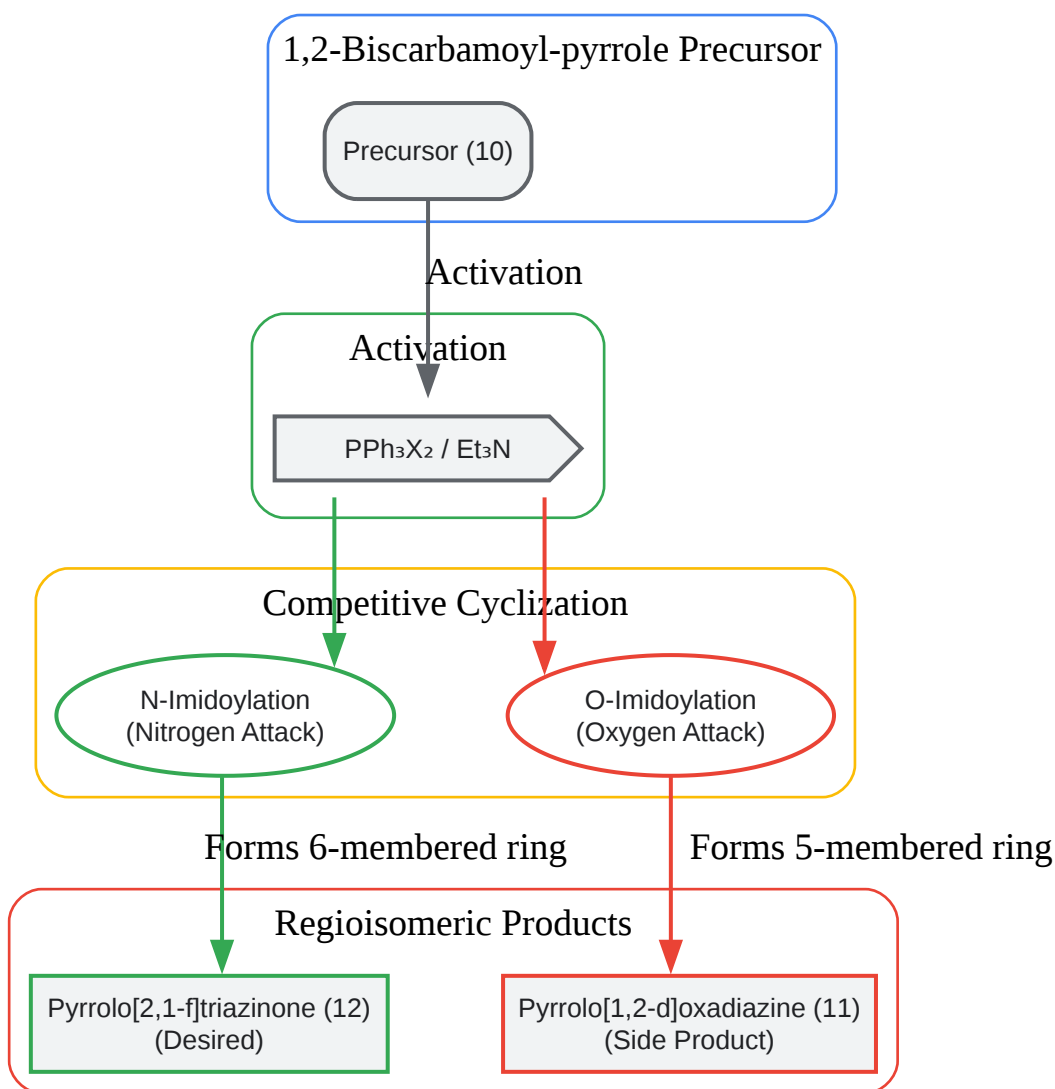 1,2-Biscarbamoyl-pyrrole Precursor
Precursor (10)
Activation
Activation
PPh₃X₂ / Et₃N
Competitive Cyclization
N-Imidoylation
(Nitrogen Attack)
O-Imidoylation
(Oxygen Attack)
Forms 6-membered ring
Forms 5-membered ring
Regioisomeric Products
Pyrrolo[2,1-f]triazinone (12)
(Desired)
Pyrrolo[1,2-d]oxadiazine (11)
(Side Product)